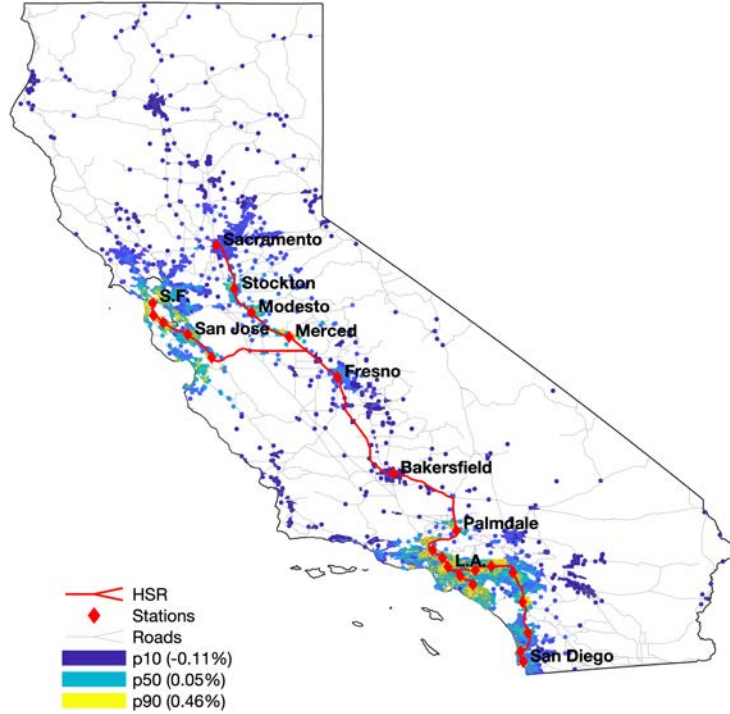 Sacramento
Stockton
S.F.
Modesto
San Jose
Merced
Fresno
Bakersfield
Palmdale
L.A.
San Diego
HSR
Stations
Roads
p10 (-0.11%)
p50 (0.05%)
p90 (0.46%)